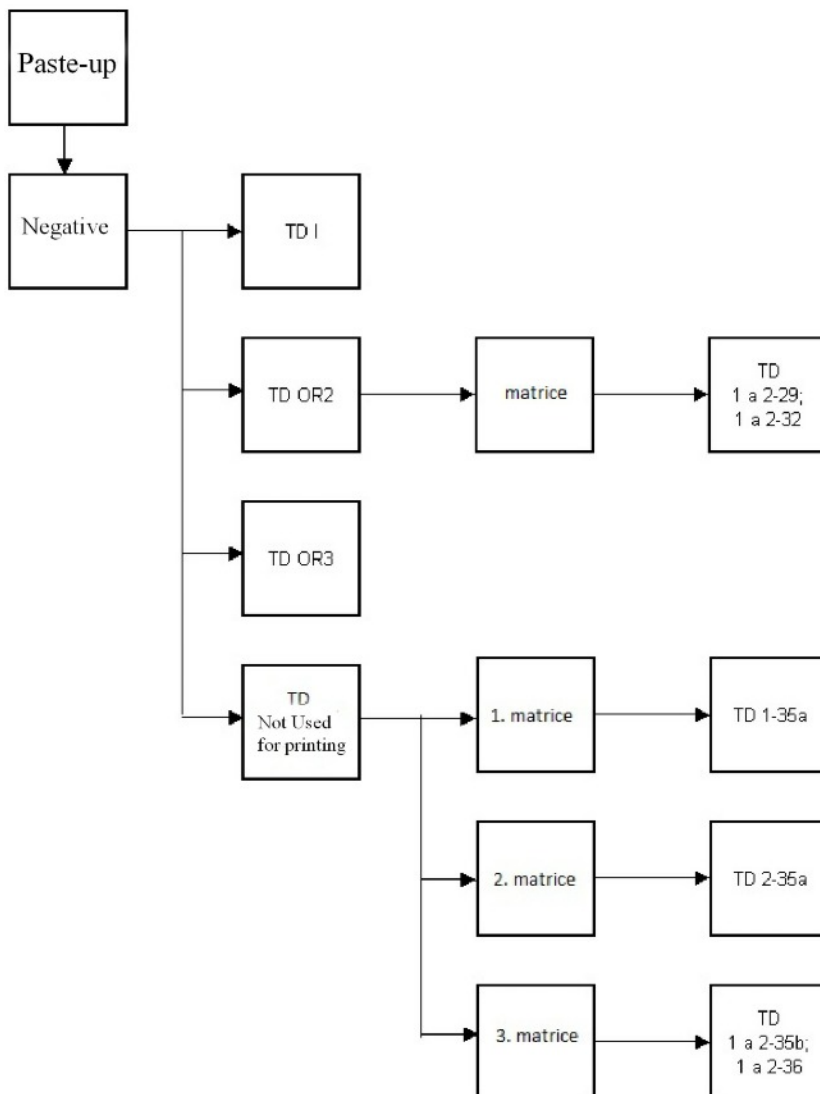 Paste-up
Negative
TD I
TD OR2
matrice
TD
1 a 2-29;
1 a 2-32
TD OR3
TD
Not Used
for printing
1. matrice
TD 1-35a
2. matrice
TD 2-35a
3. matrice
TD
1 a 2-35b;
1 a 2-36